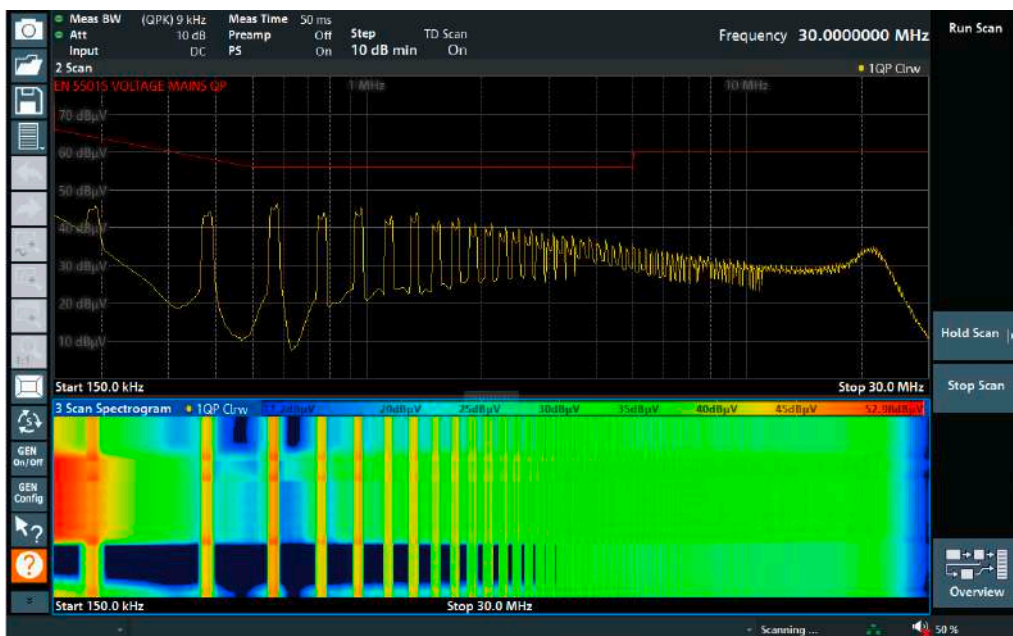 Meas BW (QPK) 9 kHz Meas Time 50 ms
Att 10 dB Preamp Off Step TD Scan
Input DC PS On 10 dB min On
Frequency 30.0000000 MHz
Run Scan
2 Scan
1QP Clrw
EN 55015 VOLTAGE MAINS QP
1 MHz
10 MHz
70 dBµV
60 dBµV
50 dBµV
40 dBµV
30 dBµV
20 dBµV
10 dBµV
1:1
Hold Scan
Start 150.0 kHz
Stop 30.0 MHz
Stop Scan
3 Scan Spectrogram 1QP Clrw
20dBµV 25dBµV 30dBµV 35dBµV 40dBµV 45dBµV
GEN
On/Off
GEN
Config
?
?
Start 150.0 kHz
Stop 30.0 MHz
Overview
Scanning ...
50 %